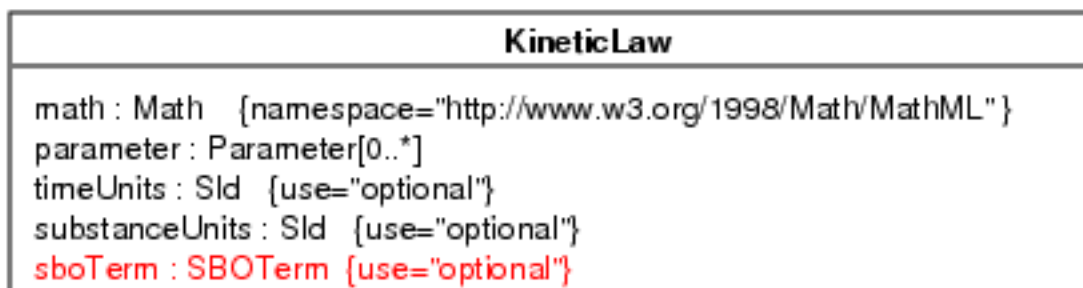 KineticLaw
math : Math {namespace="http://www.w3.org/1998/Math/MathML" }
parameter : Parameter[0..*]
timeUnits : SId {use="optional"}
substanceUnits : SId {use="optional"}
sboTerm : SBOTerm {use="optional"}